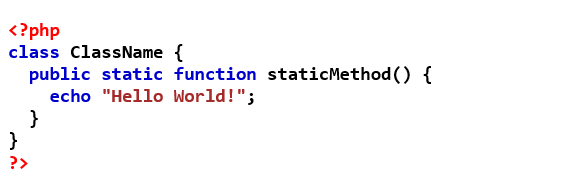 <?php
class ClassName {
  public static function staticMethod() {
    echo "Hello World!";
  }
}
?>